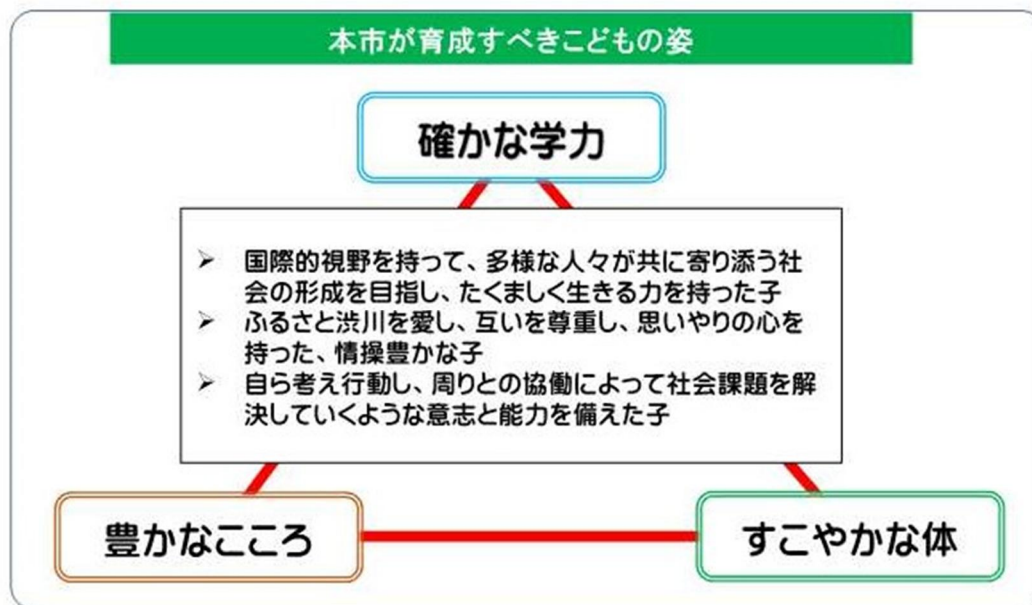 本市が育成すべきこどもの姿
確かな学力
➢ 国際的視野を持って、多様な人々が共に寄り添う社
会の形成を目指し、たくましく生きる力を持った子
➢ ふるさと渋川を愛し、互いを尊重し、思いやりの心を
持った、情操豊かな子
➢ 自ら考え行動し、周りとの協働によって社会課題を解
決していくような意志と能力を備えた子
豊かなこころ
すこやかな体